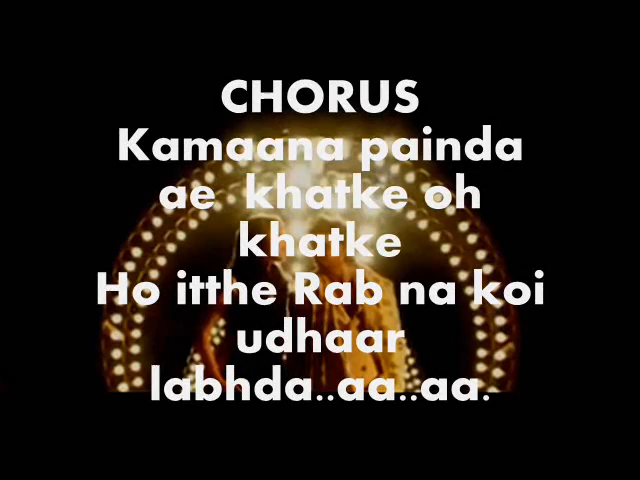 CHORUS
Kamaana painda
ae  khatke oh
khatke
Ho itthe Rab na koi
udhaar
labhda..aa..aa.